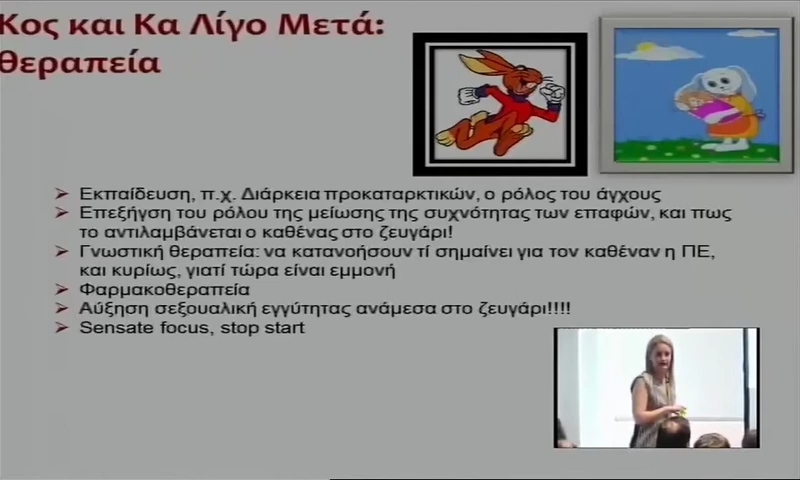 Κος και Κα Λίγο Μετά:
θεραπεία
➢ Εκπαίδευση, π.χ. Διάρκεια προκαταρκτικών, ο ρόλος του άγχους
➢ Επεξήγση του ρόλου της μείωσης της συχνότητας των επαφών, και πως
το αντιλαμβάνεται ο καθένας στο ζευγάρι!
➢ Γνωστική θεραπεία: να κατανοήσουν τί σημαίνει για τον καθέναν η ΠΕ,
και κυρίως, γιατί τώρα είναι εμμονή
➢ Φαρμακοθεραπεία
➢ Αύξηση σεξουαλική εγγύτητας ανάμεσα στο ζευγάρι!!!!
➢ Sensate focus, stop start